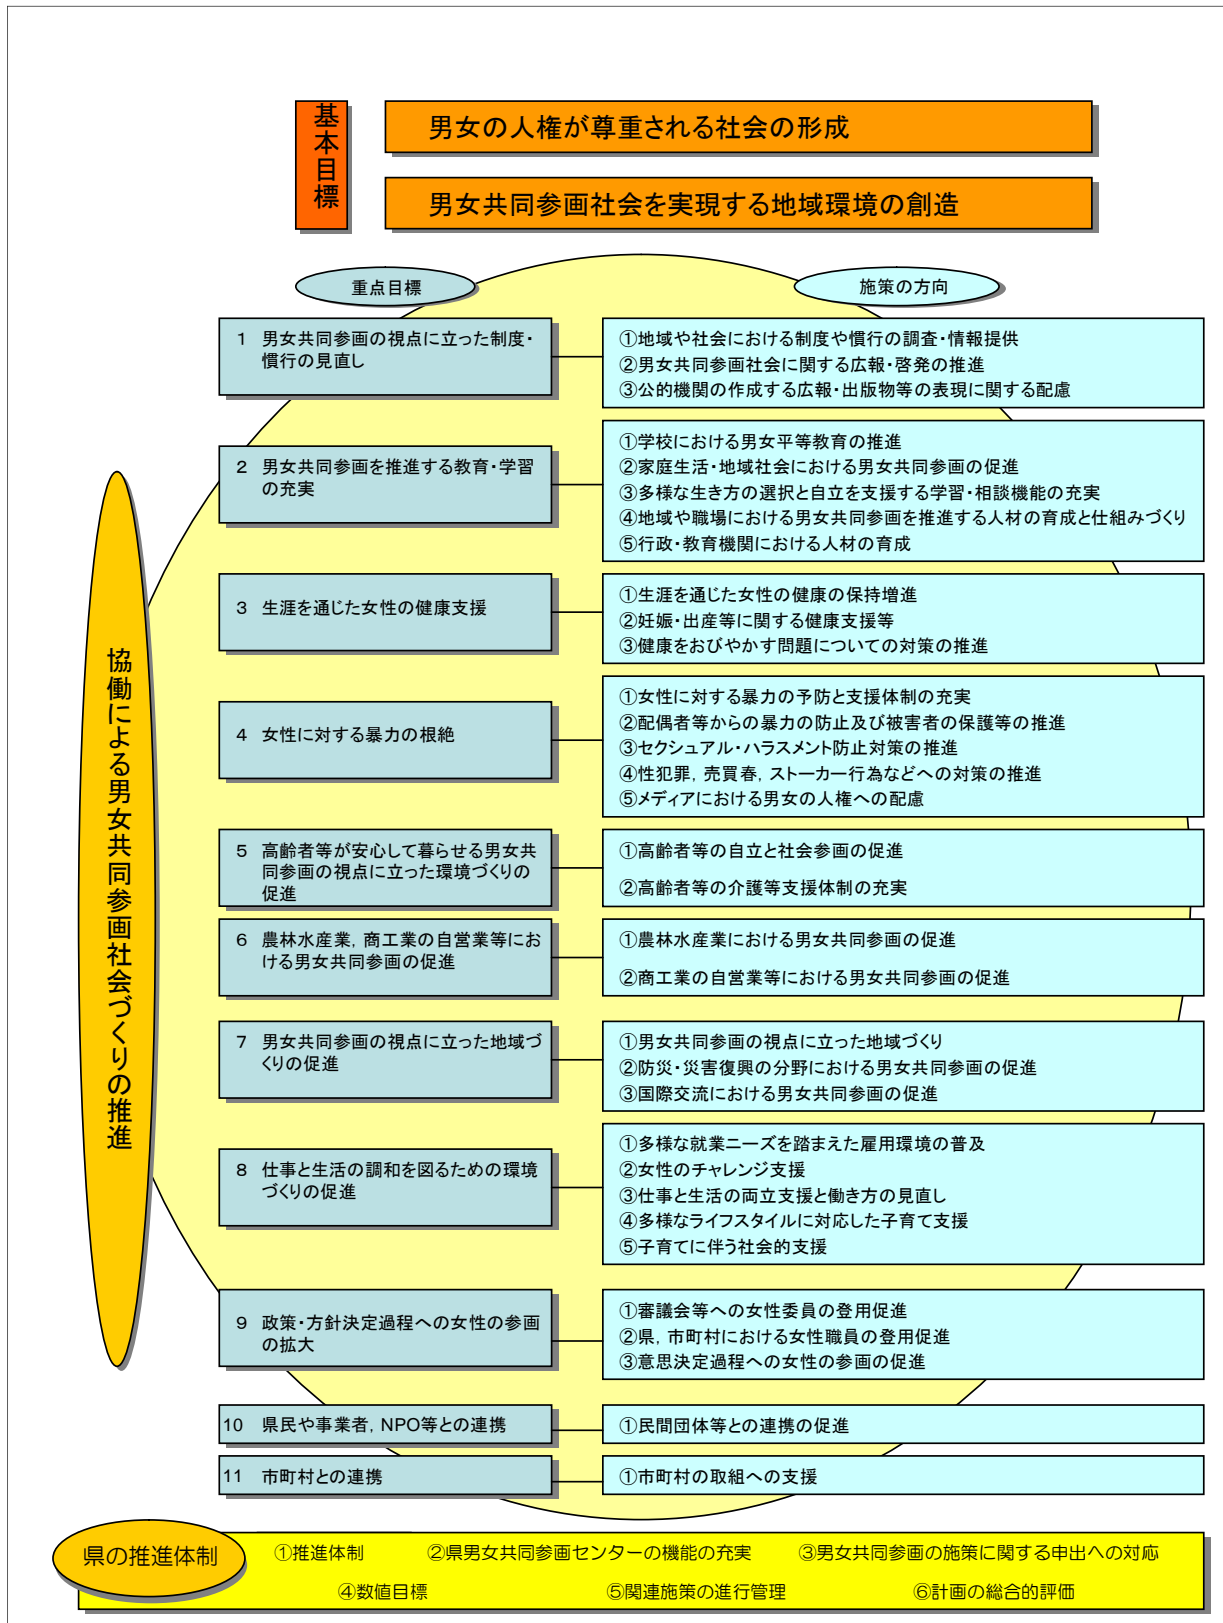 基本目標
男女の人権が尊重される社会の形成
男女共同参画社会を実現する地域環境の創造
重点目標
施策の方向
協働による男女共同参画社会づくりの推進
1 男女共同参画の視点に立った制度・
慣行の見直し
①地域や社会における制度や慣行の調査・情報提供
②男女共同参画社会に関する広報・啓発の推進
③公的機関の作成する広報・出版物等の表現に関する配慮
2 男女共同参画を推進する教育・学習
の充実
①学校における男女平等教育の推進
②家庭生活・地域社会における男女共同参画の促進
③多様な生き方の選択と自立を支援する学習・相談機能の充実
④地域や職場における男女共同参画を推進する人材の育成と仕組みづくり
⑤行政・教育機関における人材の育成
3 生涯を通じた女性の健康支援
①生涯を通じた女性の健康の保持増進
②妊娠・出産等に関する健康支援等
③健康をおびやかす問題についての対策の推進
4 女性に対する暴力の根絶
①女性に対する暴力の予防と支援体制の充実
②配偶者等からの暴力の防止及び被害者の保護等の推進
③セクシュアル・ハラスメント防止対策の推進
④性犯罪，売買春，ストーカー行為などへの対策の推進
⑤メディアにおける男女の人権への配慮
5 高齢者等が安心して暮らせる男女共
同参画の視点に立った環境づくりの
促進
①高齢者等の自立と社会参画の促進
②高齢者等の介護等支援体制の充実
6 農林水産業，商工業の自営業等にお
ける男女共同参画の促進
①農林水産業における男女共同参画の促進
②商工業の自営業等における男女共同参画の促進
7 男女共同参画の視点に立った地域づ
くりの促進
①男女共同参画の視点に立った地域づくり
②防災・災害復興の分野における男女共同参画の促進
③国際交流における男女共同参画の促進
8 仕事と生活の調和を図るための環境
づくりの促進
①多様な就業ニーズを踏まえた雇用環境の普及
②女性のチャレンジ支援
③仕事と生活の両立支援と働き方の見直し
④多様なライフスタイルに対応した子育て支援
⑤子育てに伴う社会的支援
9 政策・方針決定過程への女性の参画
の拡大
①審議会等への女性委員の登用促進
②県，市町村における女性職員の登用促進
③意思決定過程への女性の参画の促進
10 県民や事業者，NPO等との連携
①民間団体等との連携の促進
11 市町村との連携
①市町村の取組への支援
県の推進体制
①推進体制 ②県男女共同参画センターの機能の充実 ③男女共同参画の施策に関する申出への対応
④数値目標 ⑤関連施策の進行管理 ⑥計画の総合的評価